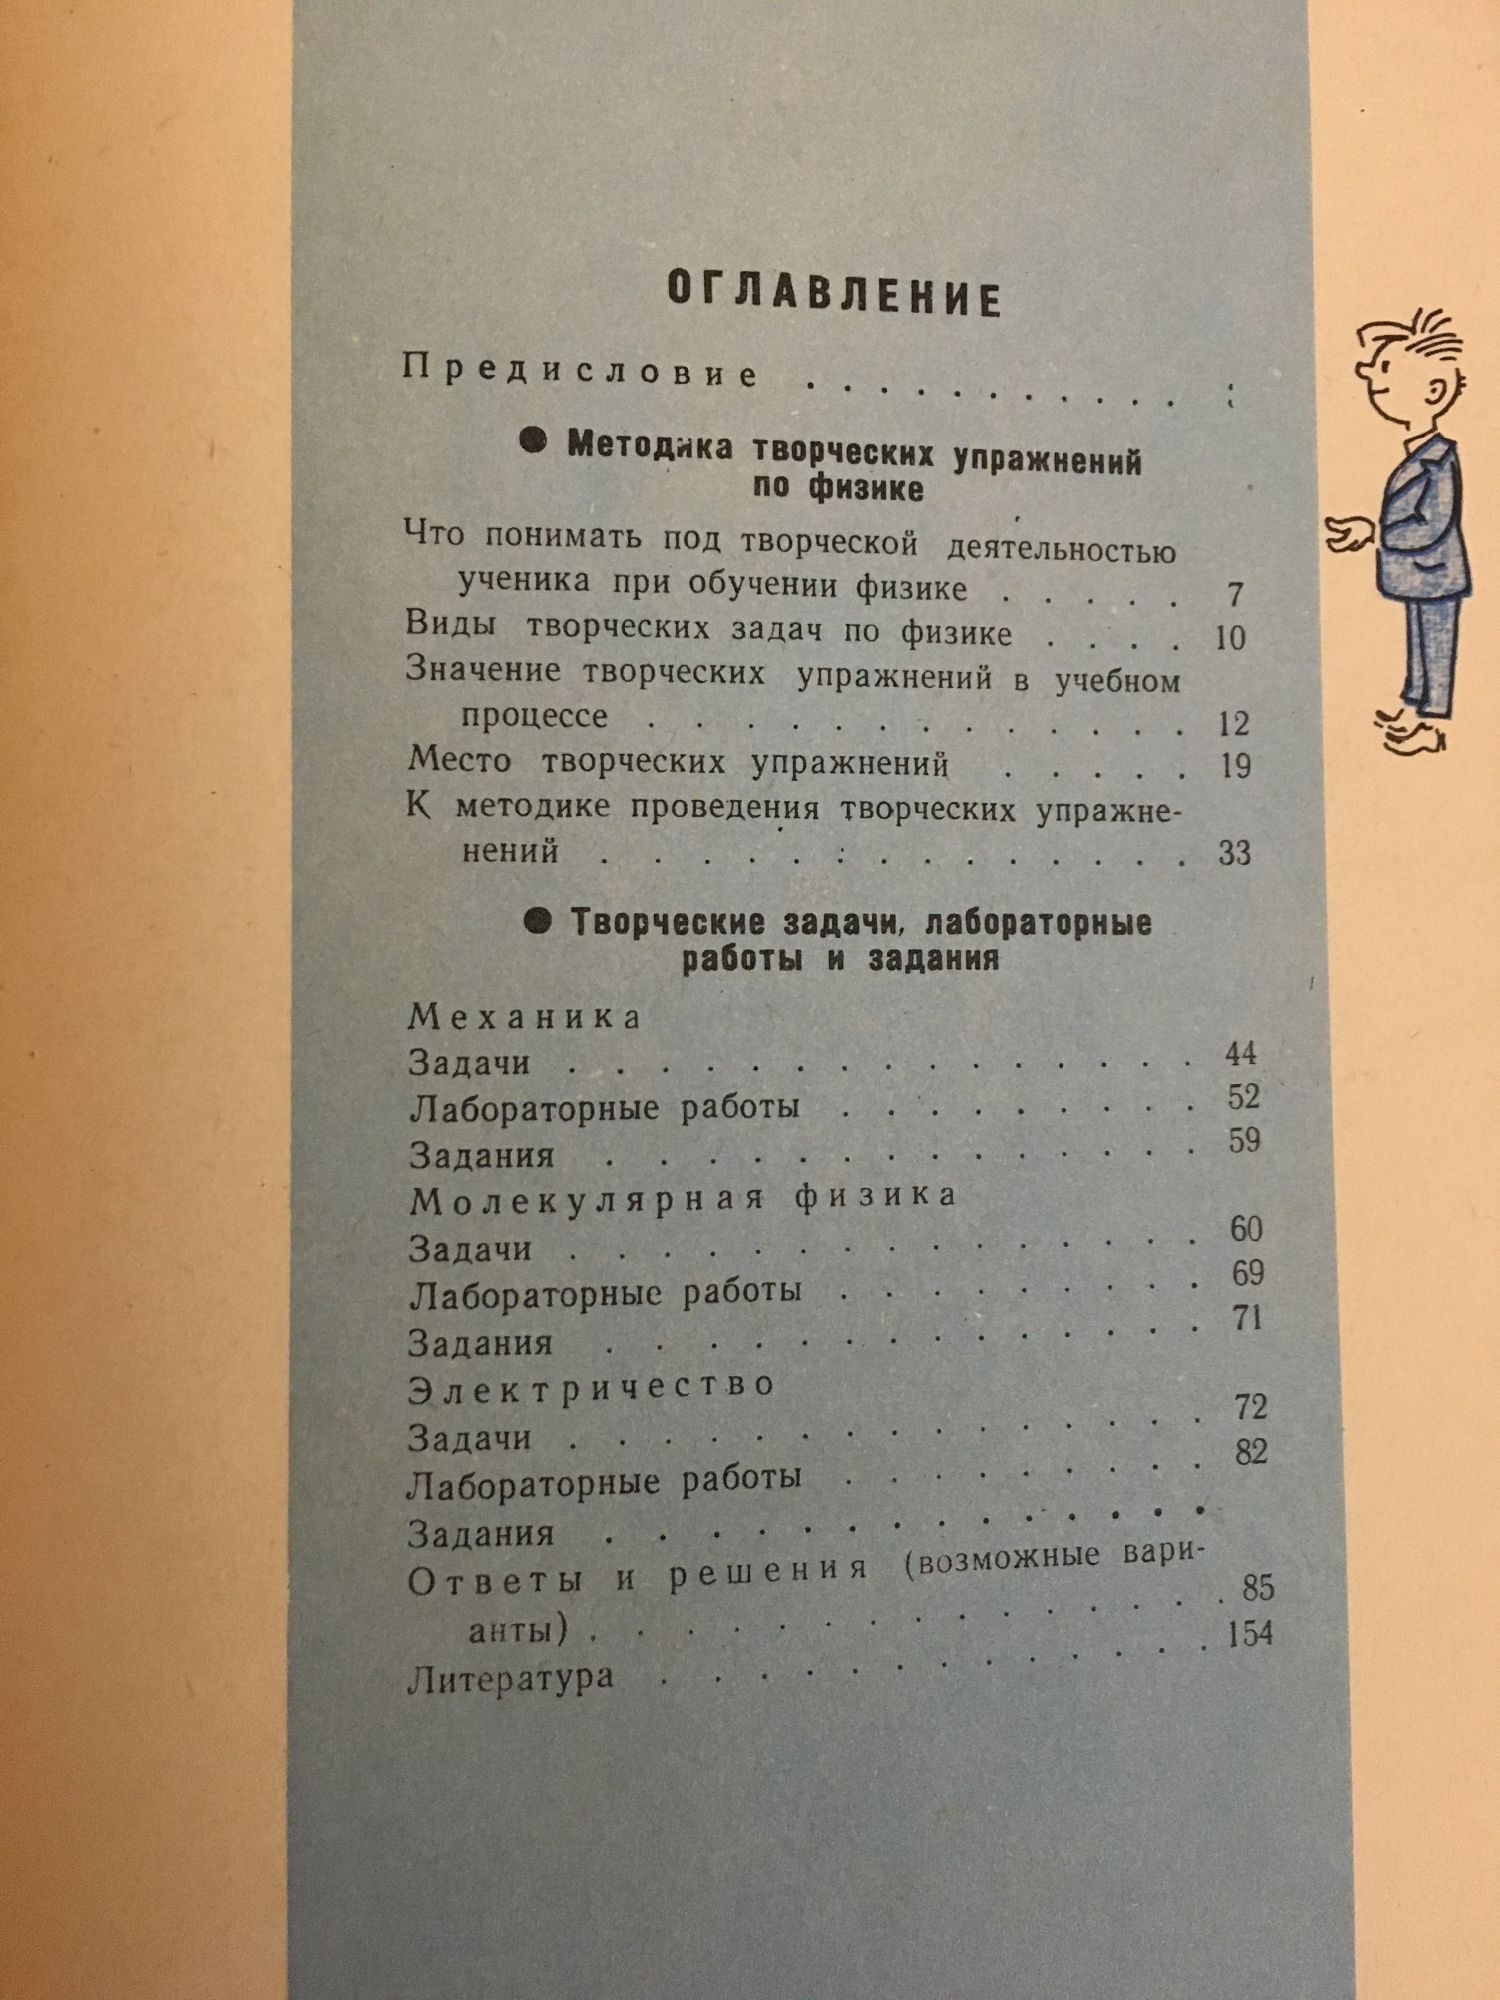 ОГЛАВЛЕНИЕ
Предисловие . . . . . . . . . . .
● Методика творческих упражнений
по физике
Что понимать под творческой деятельностью
ученика при обучении физике . . . . . 7
Виды творческих задач по физике . . . . 10
Значение творческих упражнений в учебном
процессе . . . . . . . . . . . . 12
Место творческих упражнений . . . . . 19
К методике проведения творческих упражне-
нений . . . . . . . . . . . . . 33
● Творческие задачи, лабораторные
работы и задания
Механика
Задачи . . . . . . . . . . . . . 44
Лабораторные работы . . . . . . . . . 52
Задания . . . . . . . . . . . . . 59
Молекулярная физика
Задачи . . . . . . . . . . . . . 60
Лабораторные работы . . . . . . . . . 69
Задания . . . . . . . . . . . . . 71
Электричество
Задачи . . . . . . . . . . . . . 72
Лабораторные работы . . . . . . . . . 82
Задания . . . . . . . . . . . . .
Ответы и решения (возможные вари-
анты) . . . . . . . . . . . . . 85
Литература . . . . . . . . . . . . 154